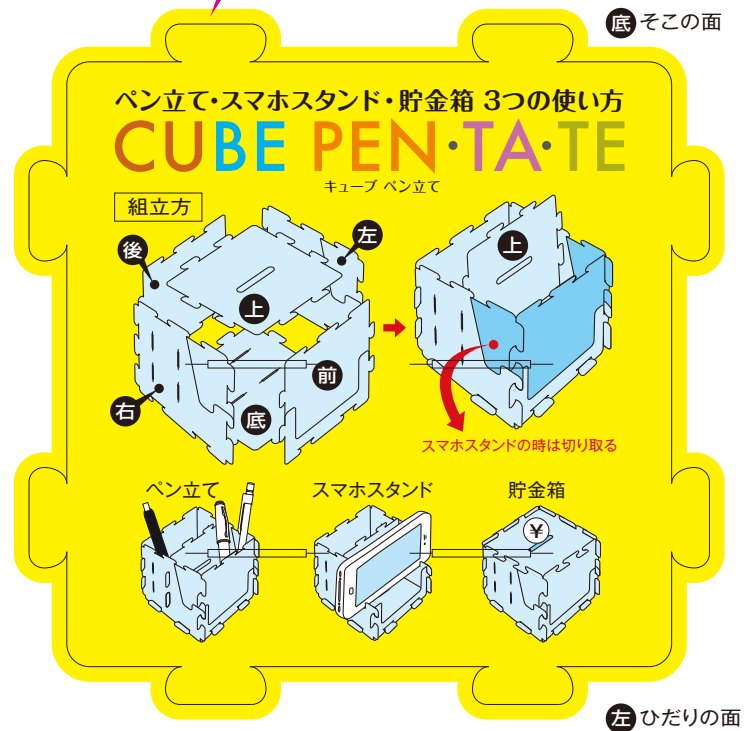 底 そこの面
ペン立て・スマホスタンド・貯金箱 3つの使い方
CUBE PEN・TA・TE
キューブ ペン立て
組立方
後
左
上
上
前
右
底
スマホスタンドの時は切り取る
ペン立て
スマホスタンド
貯金箱
¥
左 ひだりの面